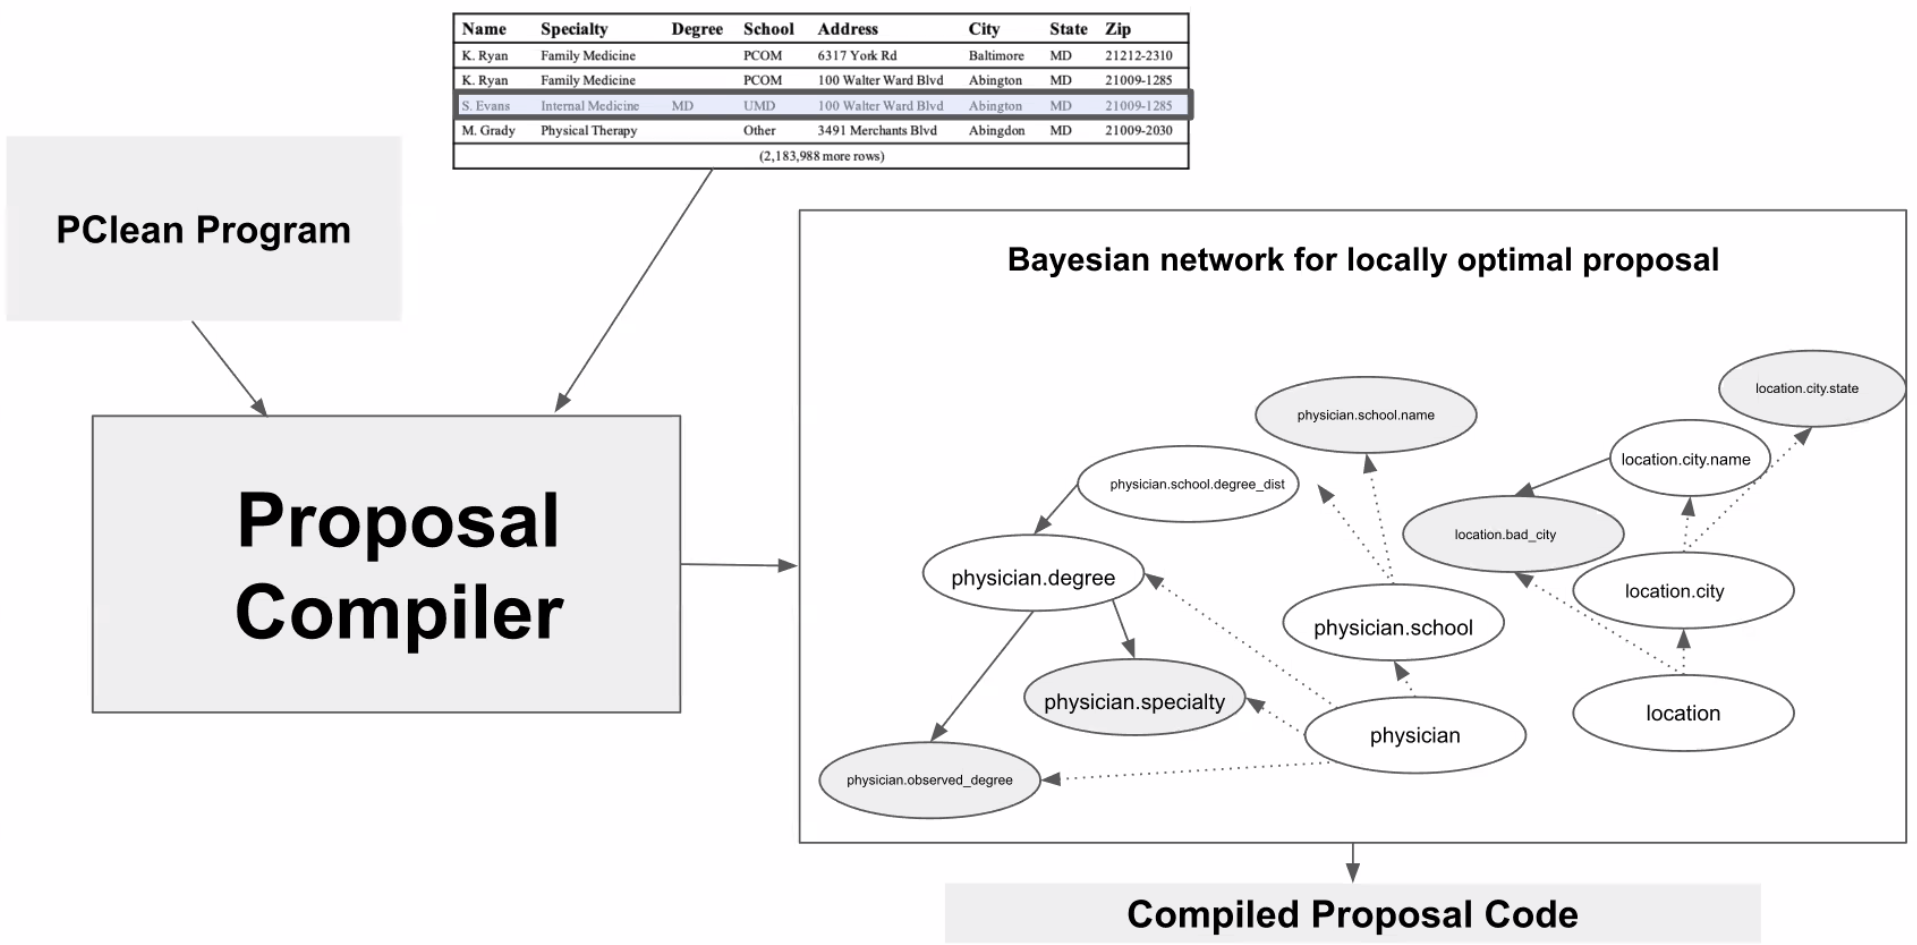 Name Specialty Degree School Address City State Zip
K. Ryan Family Medicine PCOM 6317 York Rd Baltimore MD 21212-2310
K. Ryan Family Medicine PCOM 100 Walter Ward Blvd Abington MD 21009-1285
S. Evans Internal Medicine MD UMD 100 Walter Ward Blvd Abington MD 21009-1285
M. Grady Physical Therapy Other 3491 Merchants Blvd Abingdon MD 21009-2030
(2,183,988 more rows)
PClean Program
Proposal
Compiler
Bayesian network for locally optimal proposal
location.city.state
physician.school.name
location.city.name
physician.school.degree_dist
location.bad_city
physician.degree
location.city
physician.school
physician.specialty
location
physician
physician.observed_degree
Compiled Proposal Code